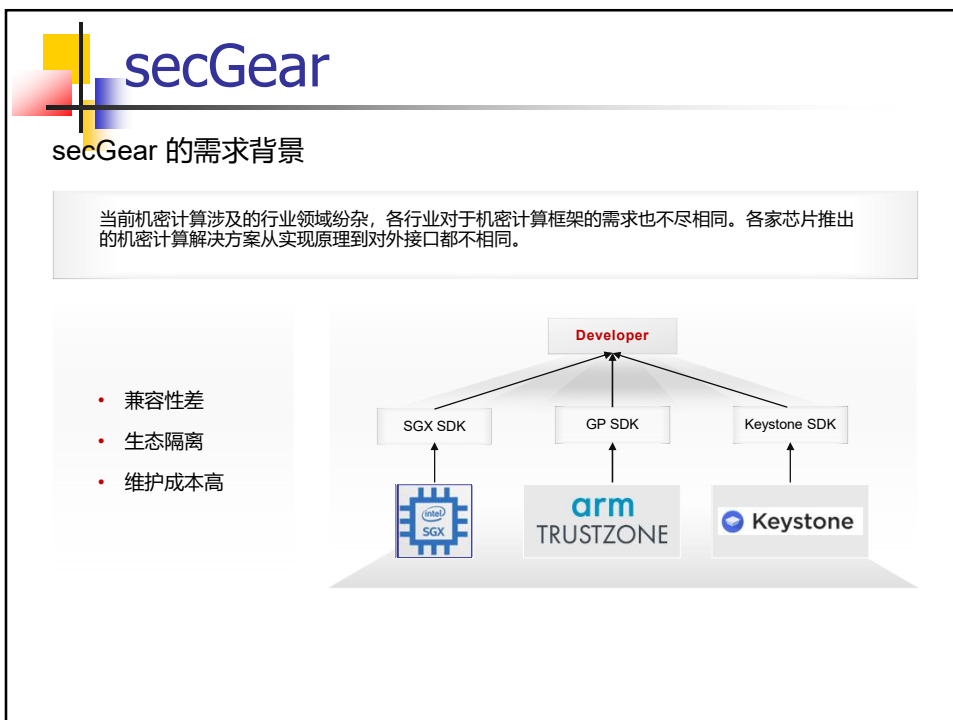 secGear
secGear 的需求背景
当前机密计算涉及的行业领域纷杂，各行业对于机密计算框架的需求也不尽相同。各家芯片推出
的机密计算解决方案从实现原理到对外接口都不相同。
• 兼容性差
• 生态隔离
• 维护成本高
Developer
SGX SDK
GP SDK
Keystone SDK
intel
SGX
arm
TRUSTZONE
Keystone